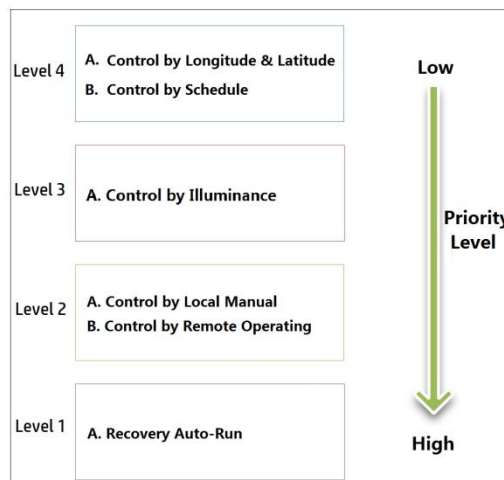 Level 4
A. Control by Longitude & Latitude
B. Control by Schedule
Low
Level 3
A. Control by Illuminance
Priority
Level
Level 2
A. Control by Local Manual
B. Control by Remote Operating
Level 1
A. Recovery Auto-Run
High